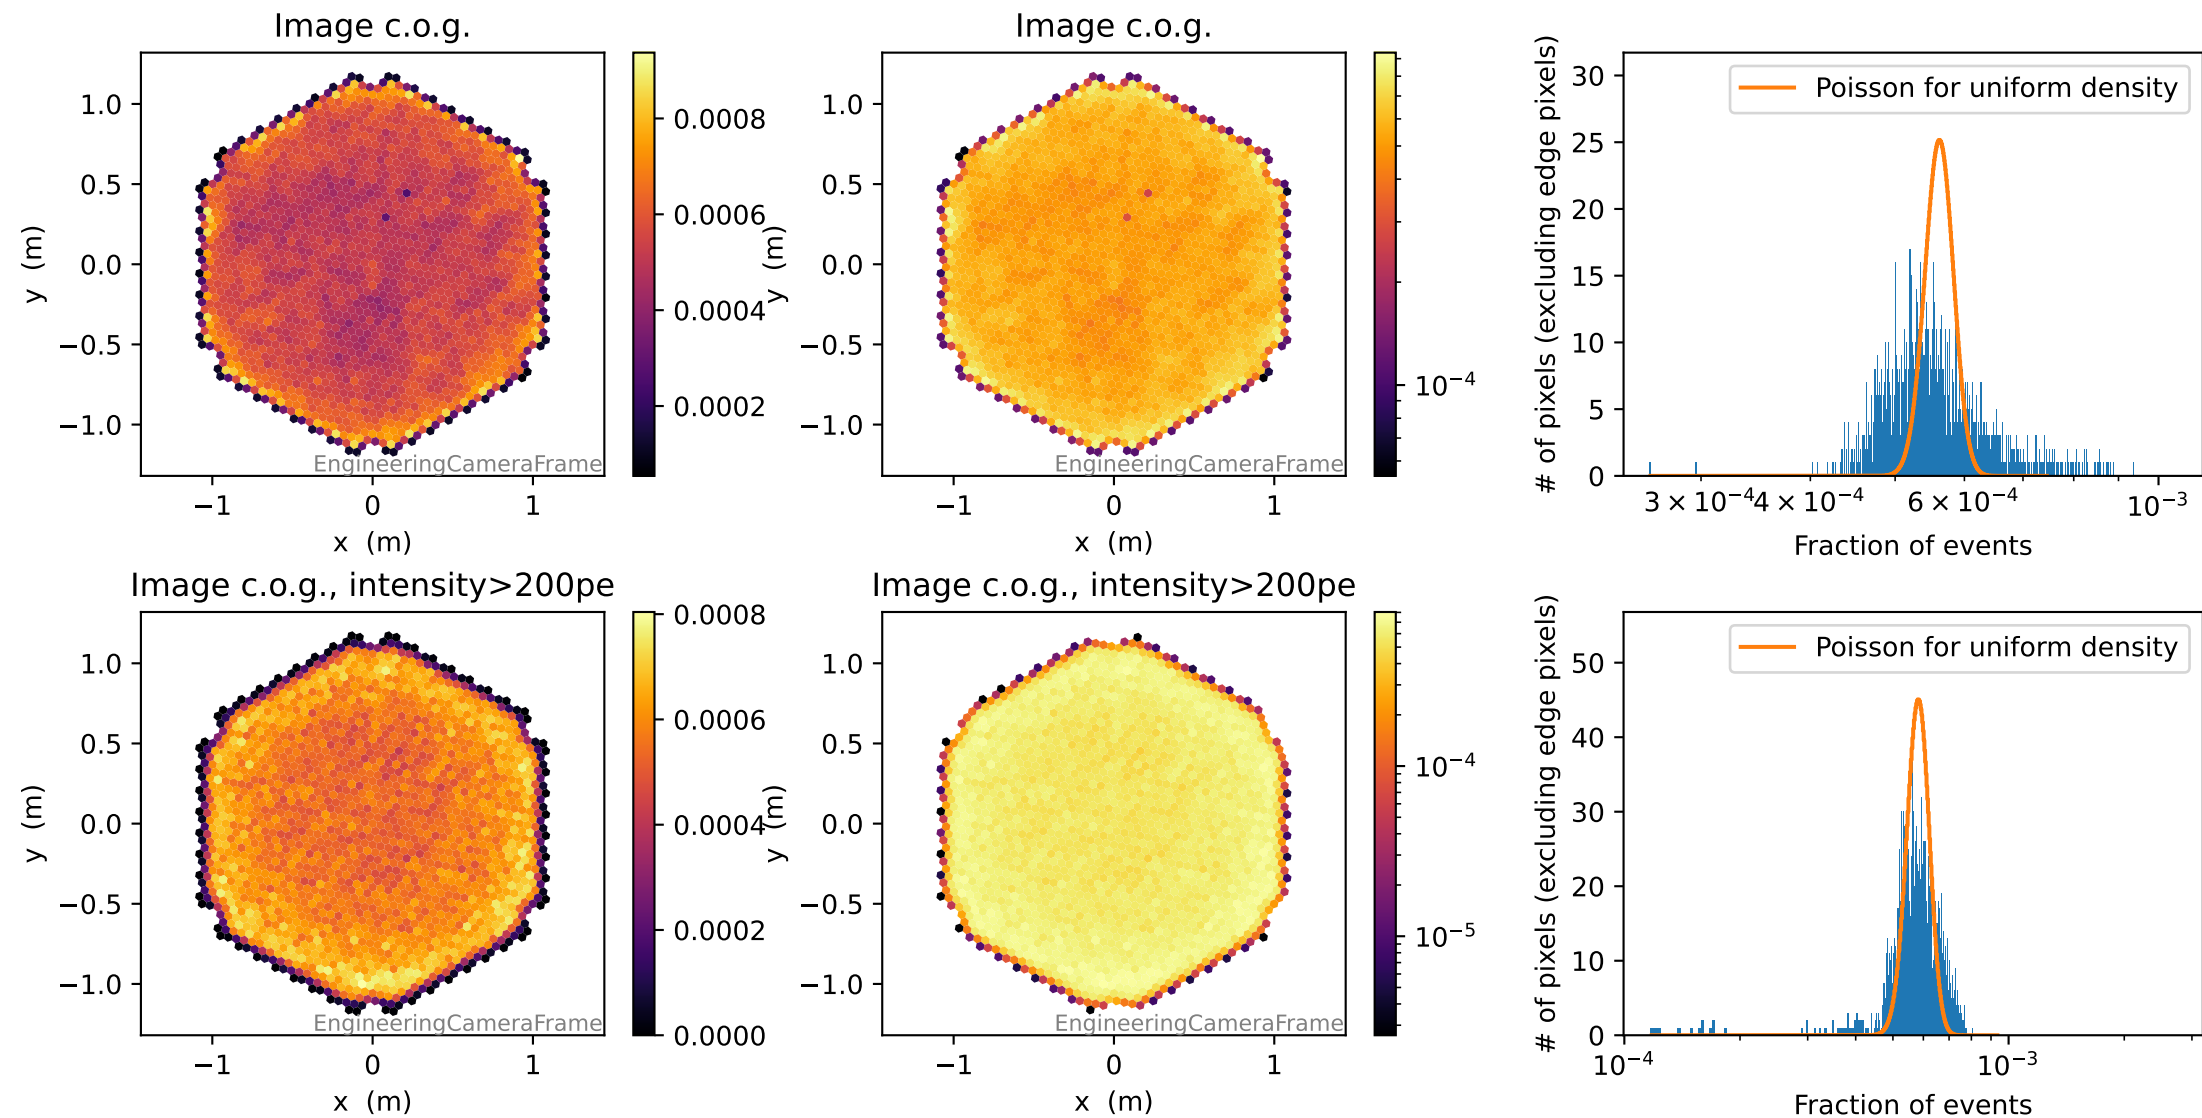 Image c.o.g.
1.0
0.5
0.0
−0.5
−1.0
y (m)
−1
0
1
x (m)
EngineeringCameraFrame
0.0008
0.0006
0.0004
0.0002
Image c.o.g.
1.0
0.5
0.0
−0.5
−1.0
y (m)
−1
0
1
x (m)
EngineeringCameraFrame
10⁻⁴
30
25
20
15
10
5
0
# of pixels (excluding edge pixels)
Poisson for uniform density
3 × 10⁻⁴
4 × 10⁻⁴
6 × 10⁻⁴
10⁻³
Fraction of events
Image c.o.g., intensity>200pe
1.0
0.5
0.0
−0.5
−1.0
y (m)
−1
0
1
x (m)
EngineeringCameraFrame
0.0008
0.0006
0.0004
0.0002
0.0000
Image c.o.g., intensity>200pe
1.0
0.5
0.0
−0.5
−1.0
y (m)
−1
0
1
x (m)
EngineeringCameraFrame
10⁻⁴
10⁻⁵
50
40
30
20
10
0
# of pixels (excluding edge pixels)
Poisson for uniform density
10⁻⁴
10⁻³
Fraction of events